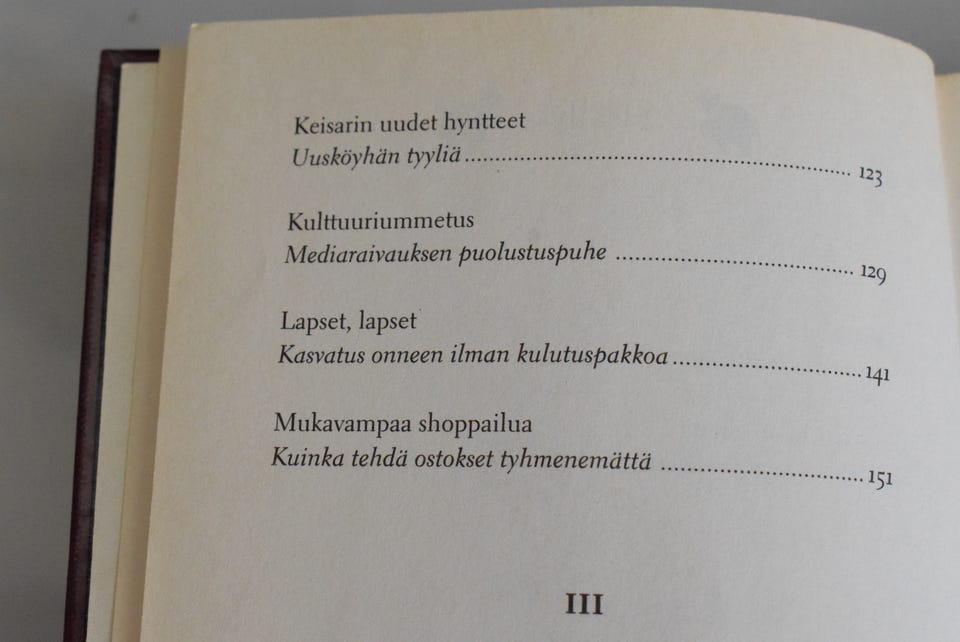 Keisarin uudet hyntteet
Uusköyhän tyyliä.......................................................... 123
Kulttuuriummetus
Mediaraivauksen puolustuspuhe ................................... 129
Lapset, lapset
Kasvatus onneen ilman kulutuspakkoa........................... 141
Mukavampaa shoppailua
Kuinka tehdä ostokset tyhmenemättä ............................. 151
III